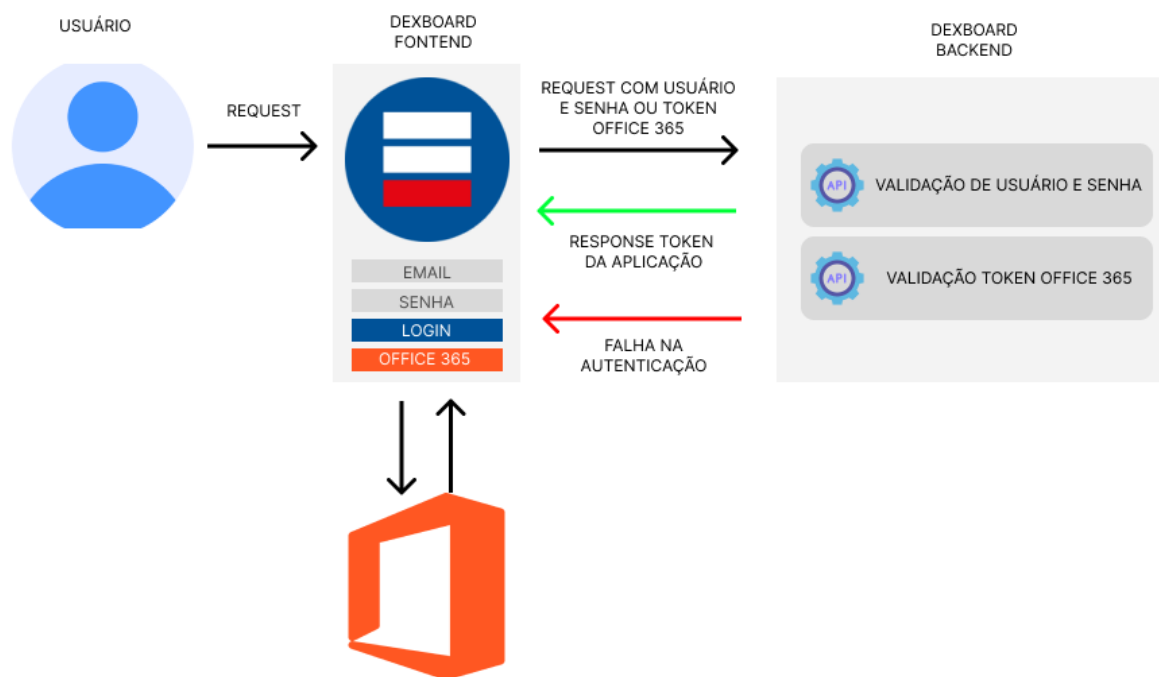 USUÁRIO
REQUEST
DEXBOARD
FONTEND
EMAIL
SENHA
LOGIN
OFFICE 365
REQUEST COM USUÁRIO
E SENHA OU TOKEN
OFFICE 365
RESPONSE TOKEN
DA APLICAÇÃO
FALHA NA
AUTENTICAÇÃO
DEXBOARD
BACKEND
API
VALIDAÇÃO DE USUÁRIO E SENHA
API
VALIDAÇÃO TOKEN OFFICE 365